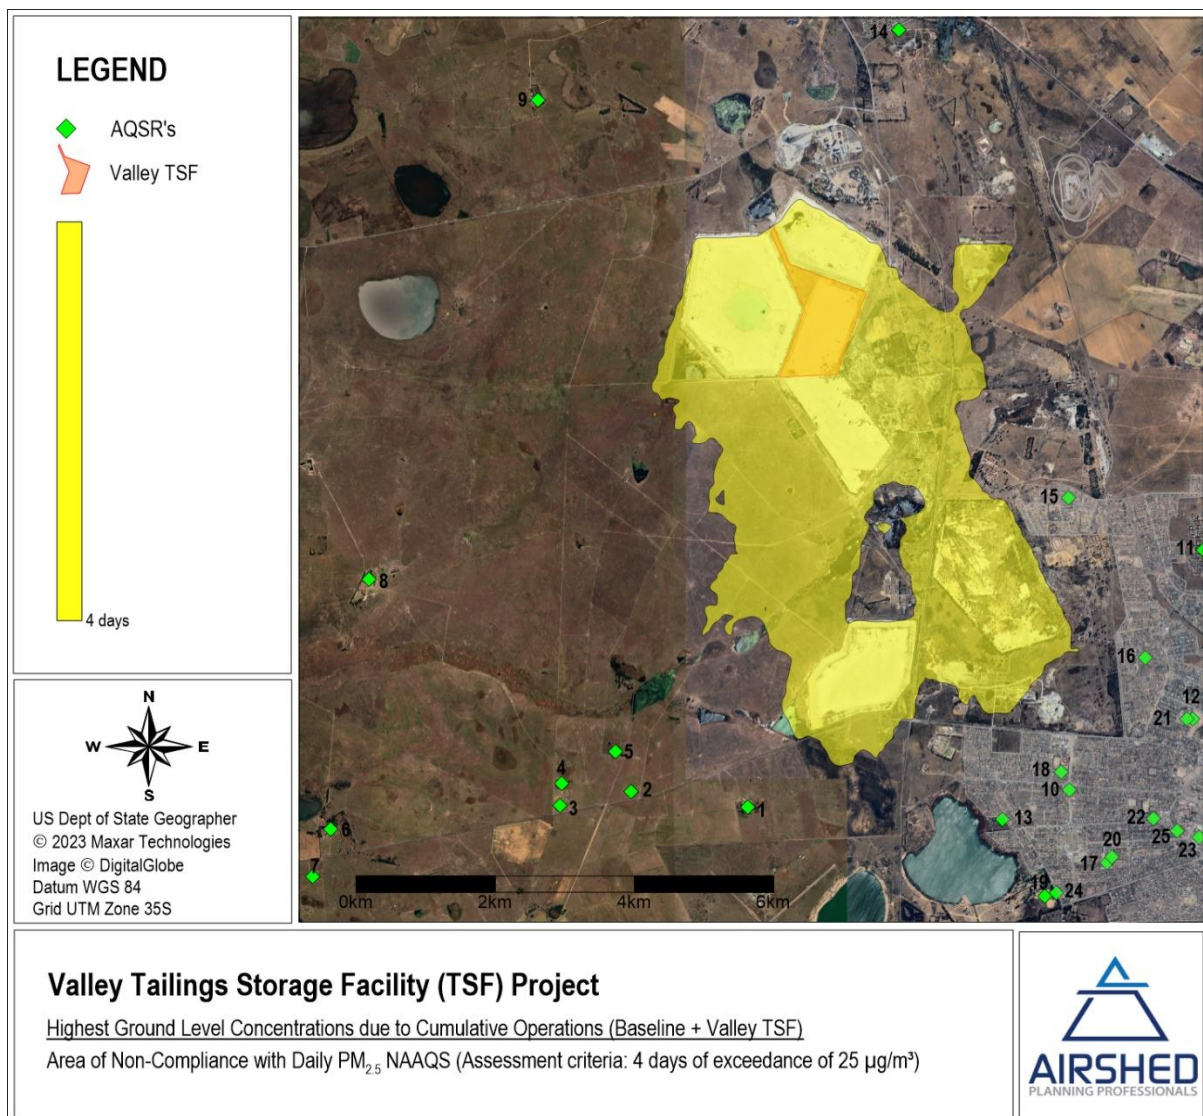 LEGEND
AQSR's
Valley TSF
4 days
N
W E
S
US Dept of State Geographer
© 2023 Maxar Technologies
Image © DigitalGlobe
Datum WGS 84
Grid UTM Zone 35S
14
9
15
11
8
16
12
21
5
4
18
2
10
3
1
13
22
6
25
23
20
17
7
19
24
0km 2km 4km 6km
Valley Tailings Storage Facility (TSF) Project
Highest Ground Level Concentrations due to Cumulative Operations (Baseline + Valley TSF)
Area of Non-Compliance with Daily PM2.5 NAAQS (Assessment criteria: 4 days of exceedance of 25 µg/m³)
AIRSHED
PLANNING PROFESSIONALS